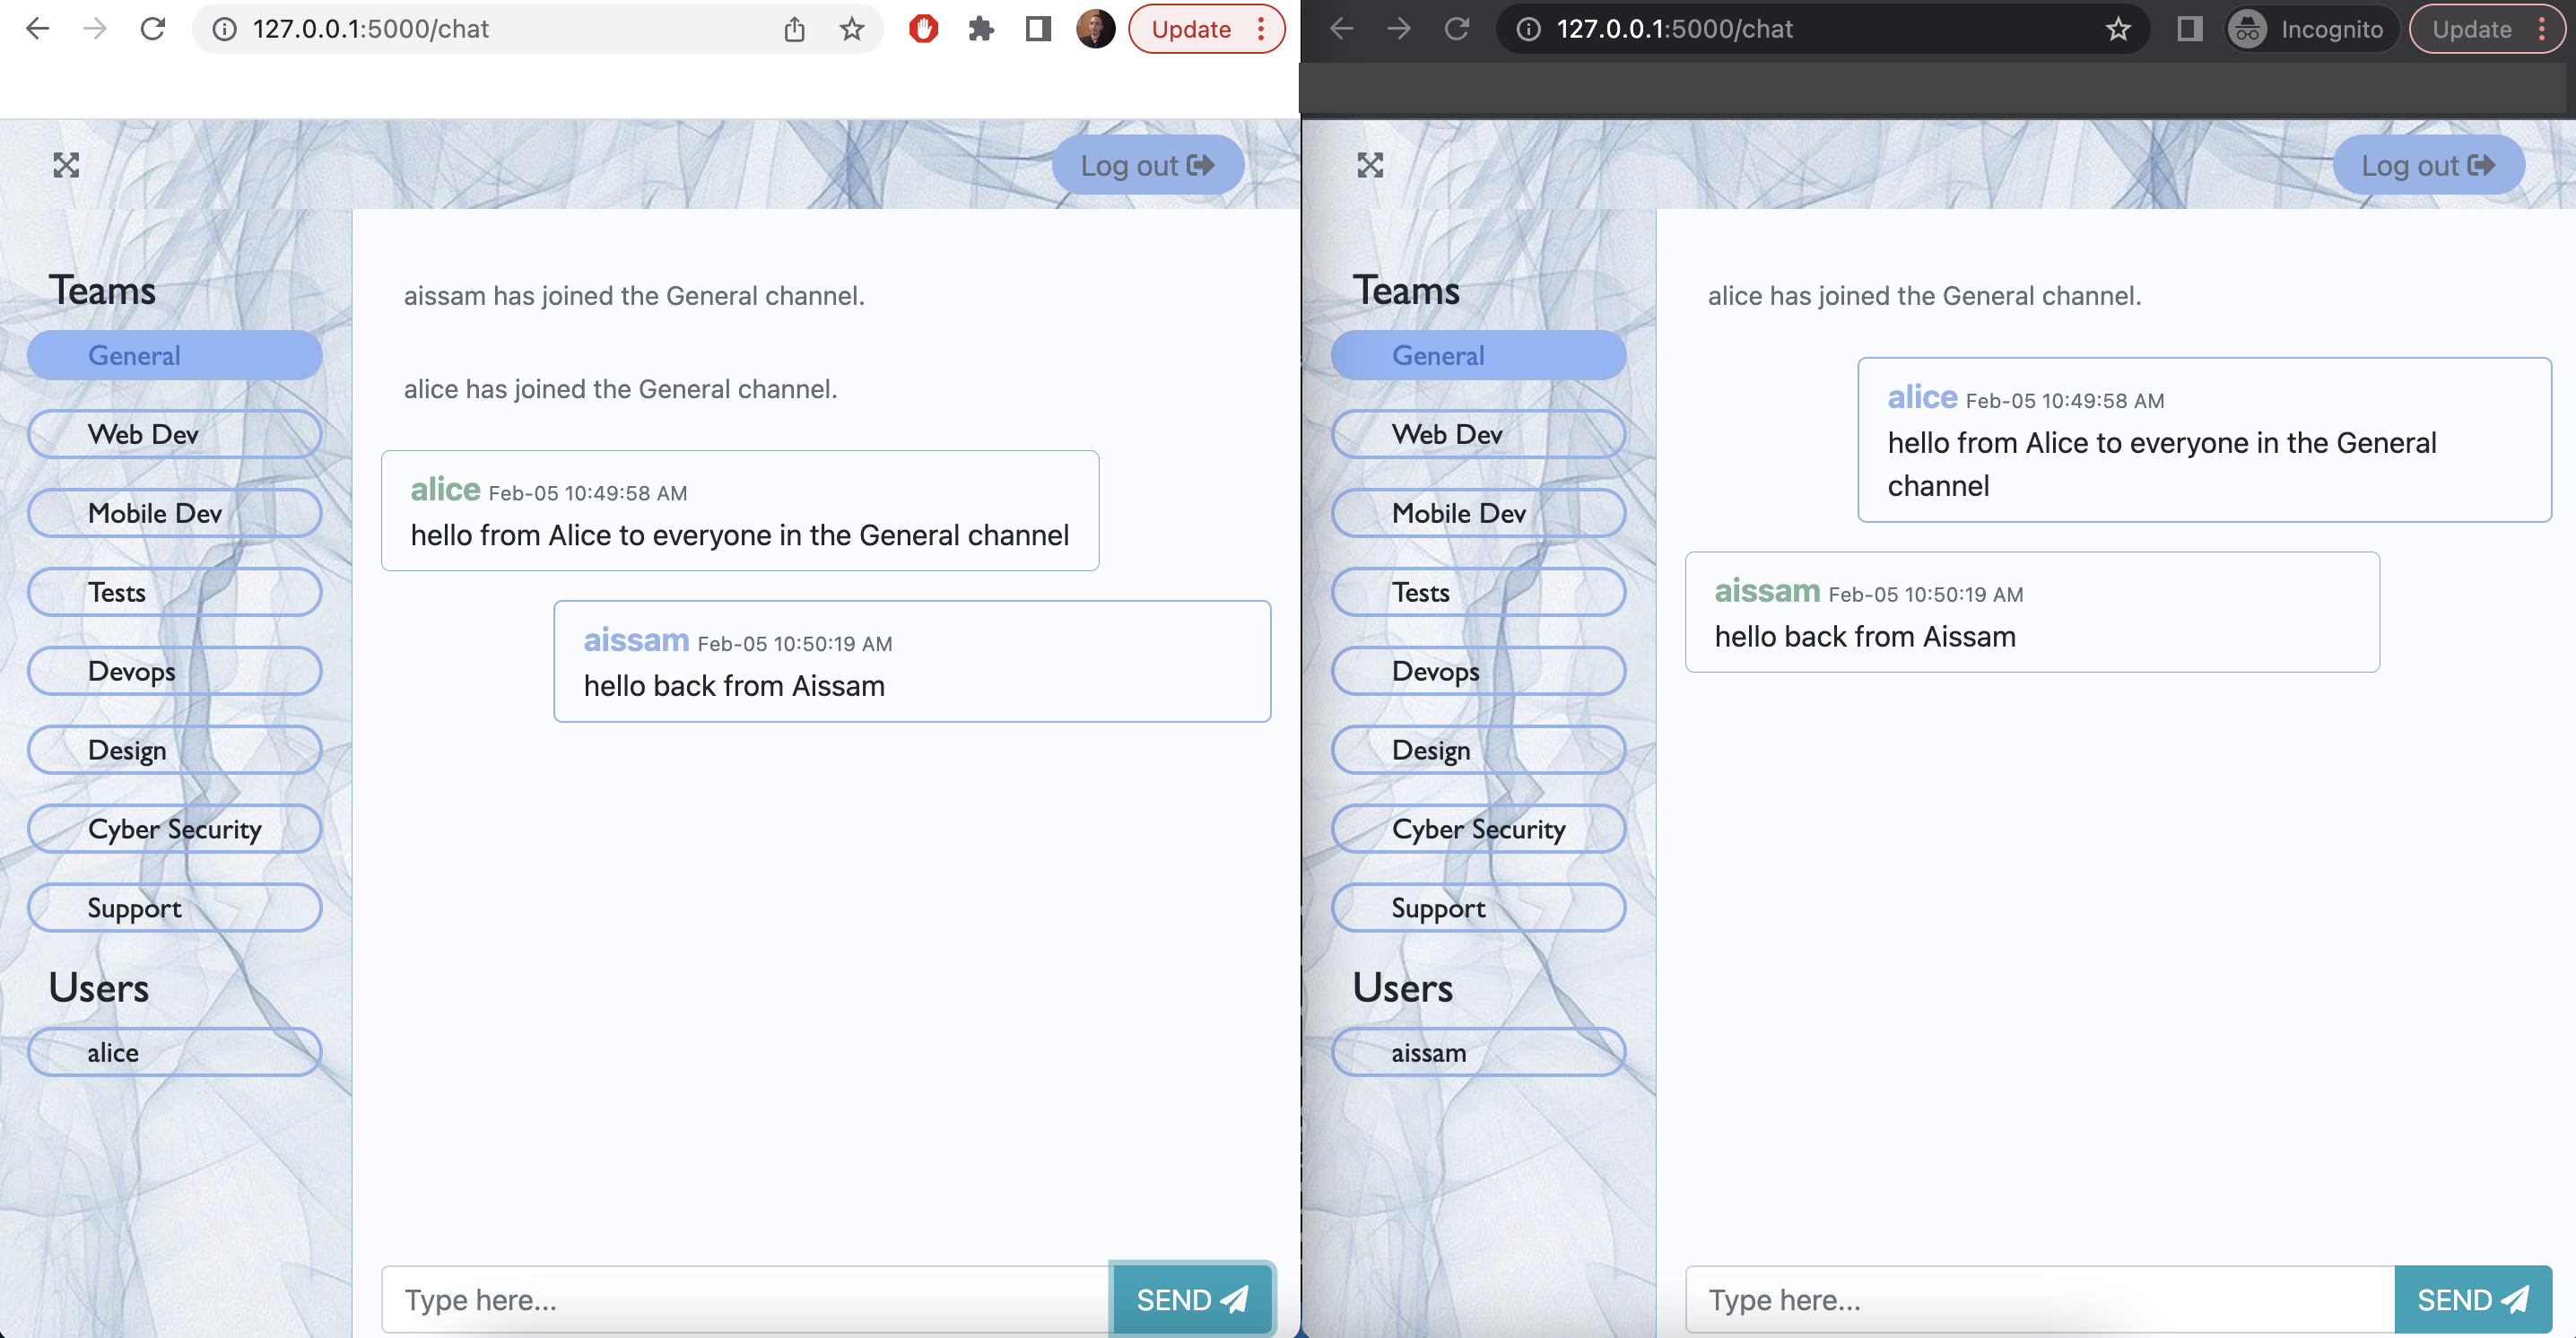 127.0.0.1:5000/chat
Update
Log out
Teams
General
Web Dev
Mobile Dev
Tests
Devops
Design
Cyber Security
Support
Users
alice
aissam has joined the General channel.
alice has joined the General channel.
alice Feb-05 10:49:58 AM
hello from Alice to everyone in the General channel
aissam Feb-05 10:50:19 AM
hello back from Aissam
Type here...
SEND
127.0.0.1:5000/chat
Incognito
Update
Log out
Teams
General
Web Dev
Mobile Dev
Tests
Devops
Design
Cyber Security
Support
Users
aissam
alice has joined the General channel.
alice Feb-05 10:49:58 AM
hello from Alice to everyone in the General
channel
aissam Feb-05 10:50:19 AM
hello back from Aissam
Type here...
SEND